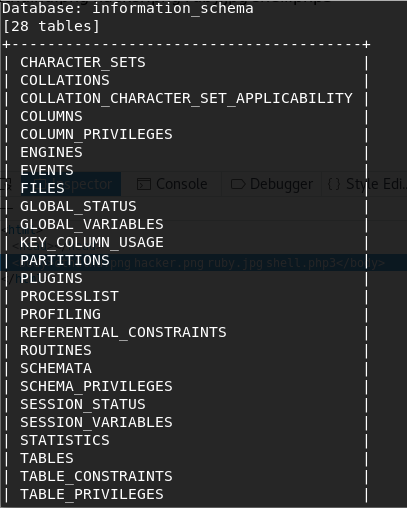 Database: information_schema
[28 tables]
+---------------------------------------+
| CHARACTER_SETS |
| COLLATIONS |
| COLLATION_CHARACTER_SET_APPLICABILITY |
| COLUMNS |
| COLUMN_PRIVILEGES |
| ENGINES |
| EVENTS |
| FILES |
| GLOBAL_STATUS |
| GLOBAL_VARIABLES |
| KEY_COLUMN_USAGE |
| PARTITIONS |
| PLUGINS |
| PROCESSLIST |
| PROFILING |
| REFERENTIAL_CONSTRAINTS |
| ROUTINES |
| SCHEMATA |
| SCHEMA_PRIVILEGES |
| SESSION_STATUS |
| SESSION_VARIABLES |
| STATISTICS |
| TABLES |
| TABLE_CONSTRAINTS |
| TABLE_PRIVILEGES |
Inspector Console Debugger { } Style Edi...
hacker.png ruby.jpg shell.php3</body>